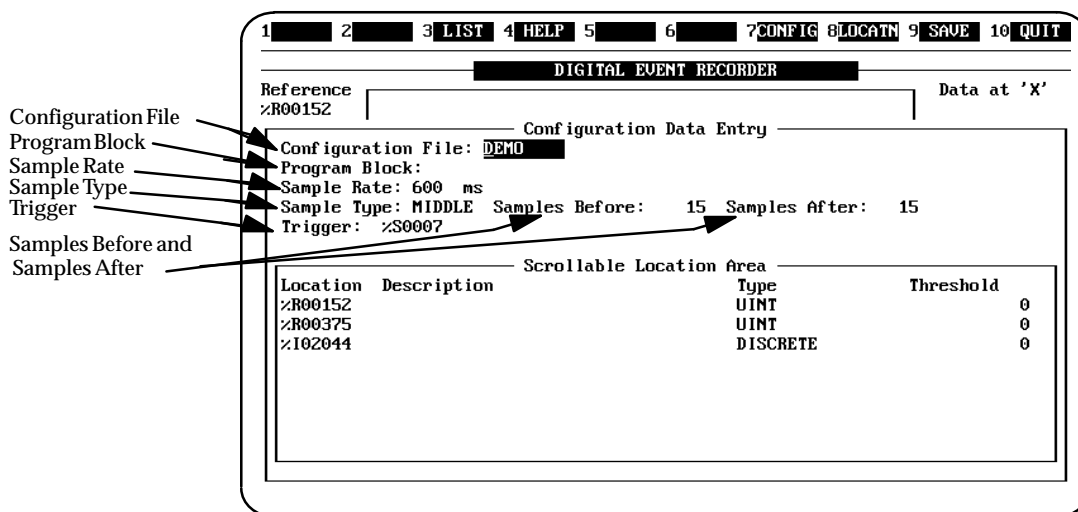 1 2 3 LIST 4 HELP 5 6 7CONFIG 8LOCATN 9 SAVE 10 QUIT
DIGITAL EVENT RECORDER
Reference Data at 'X'
%R00152
Configuration Data Entry
Configuration File: DEMO
Program Block:
Sample Rate: 600 ms
Sample Type: MIDDLE Samples Before: 15 Samples After: 15
Trigger: %S0007
Scrollable Location Area
Location Description Type Threshold
%R00152 UINT 0
%R00375 UINT 0
%I02044 DISCRETE 0
Configuration File
Program Block
Sample Rate
Sample Type
Trigger
Samples Before and
Samples After